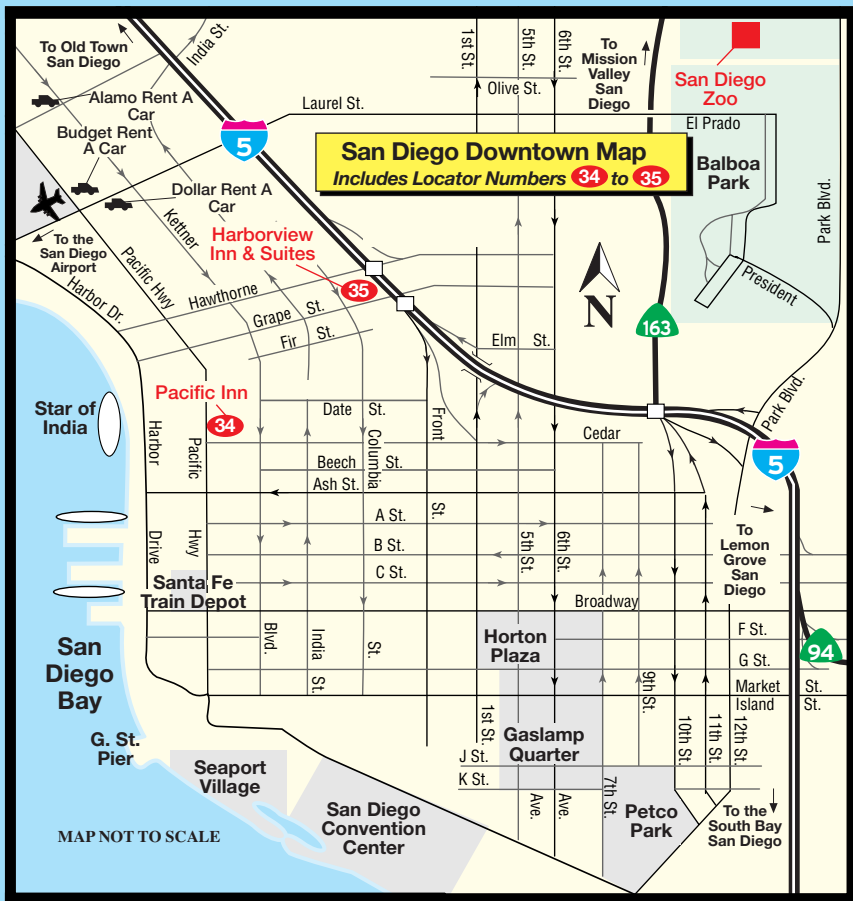 To Old Town
San Diego
India St.
1st St.
5th St.
6th St.
To
Mission
Valley
San
Diego
San Diego
Zoo
Olive St.
Alamo Rent A
Car
Laurel St.
El Prado
Budget Rent
A Car
5
San Diego Downtown Map
Includes Locator Numbers 34 to 35
Balboa
Park
Park Blvd.
Dollar Rent A
Car
Kettner
To the
San Diego
Airport
Pacific Hwy
Harborview
Inn & Suites
35
Harbor Dr.
Hawthorne
Grape St.
Fir St.
N
President
163
Elm St.
Pacific Inn
34
Star of
India
Date St.
Front
St.
Columbia
St.
Park Blvd.
Harbor
Drive
Pacific
Hwy
Cedar
5
Beech St.
Ash St.
A St.
B St.
C St.
5th St.
6th St.
To
Lemon
Grove
San
Diego
Santa Fe
Train Depot
Broadway
Blvd.
India
St.
Horton
Plaza
F St.
G St.
94
San
Diego
Bay
Market St.
Island St.
9th St.
10th St.
11th St.
12th St.
1st St.
Gaslamp
Quarter
G. St.
Pier
J St.
K St.
Seaport
Village
7th St.
Ave.
Ave.
San Diego
Convention
Center
Petco
Park
To the
South Bay
San Diego
MAP NOT TO SCALE